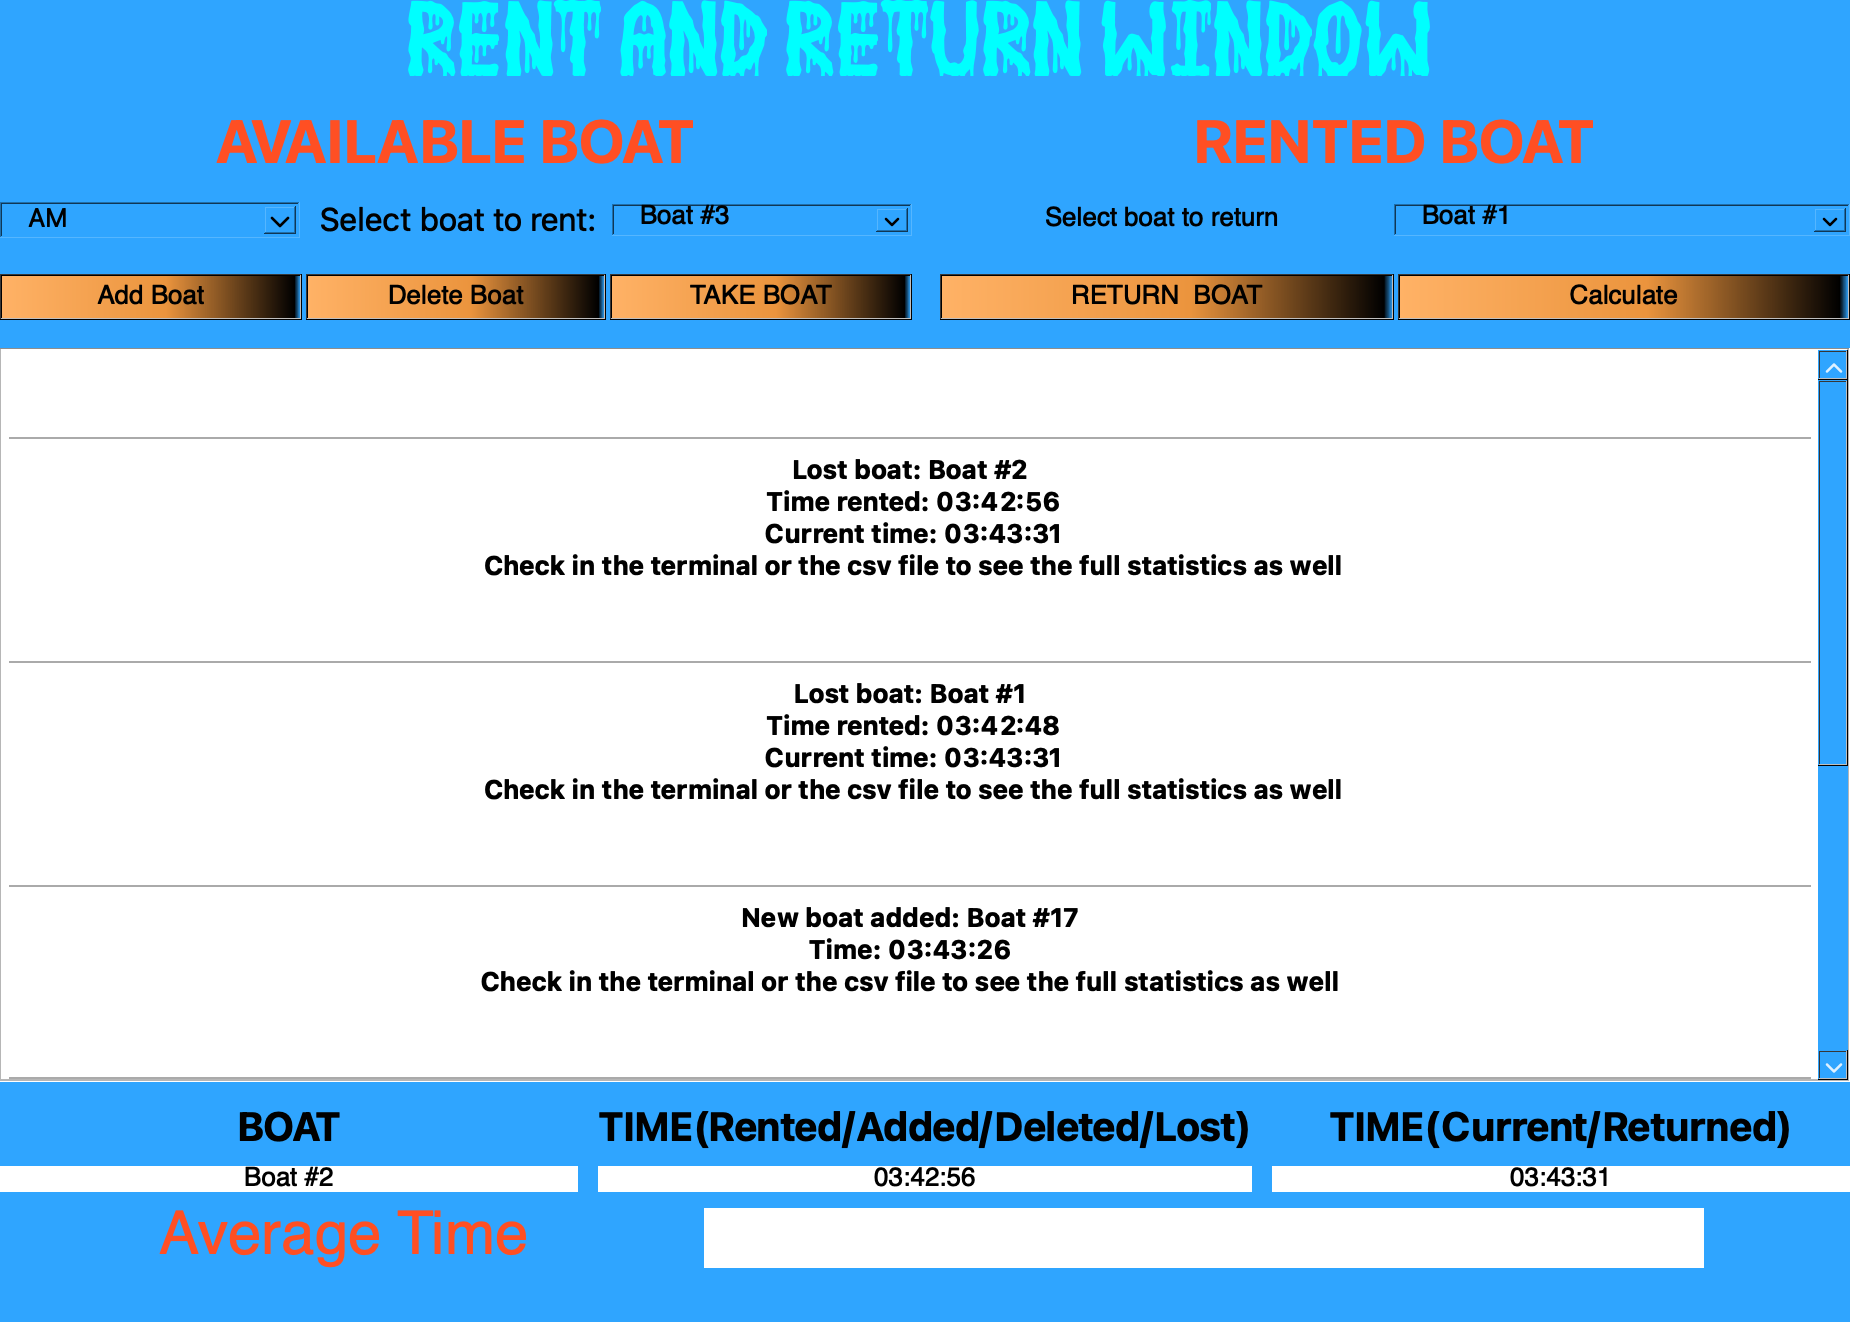 RENT AND RETURN WINDOW
AVAILABLE BOAT
RENTED BOAT
AM
Select boat to rent:
Boat #3
Select boat to return
Boat #1
Add Boat
Delete Boat
TAKE BOAT
RETURN  BOAT
Calculate
Lost boat: Boat #2
Time rented: 03:42:56
Current time: 03:43:31
Check in the terminal or the csv file to see the full statistics as well
Lost boat: Boat #1
Time rented: 03:42:48
Current time: 03:43:31
Check in the terminal or the csv file to see the full statistics as well
New boat added: Boat #17
Time: 03:43:26
Check in the terminal or the csv file to see the full statistics as well
BOAT
TIME(Rented/Added/Deleted/Lost)
TIME(Current/Returned)
Boat #2
03:42:56
03:43:31
Average Time